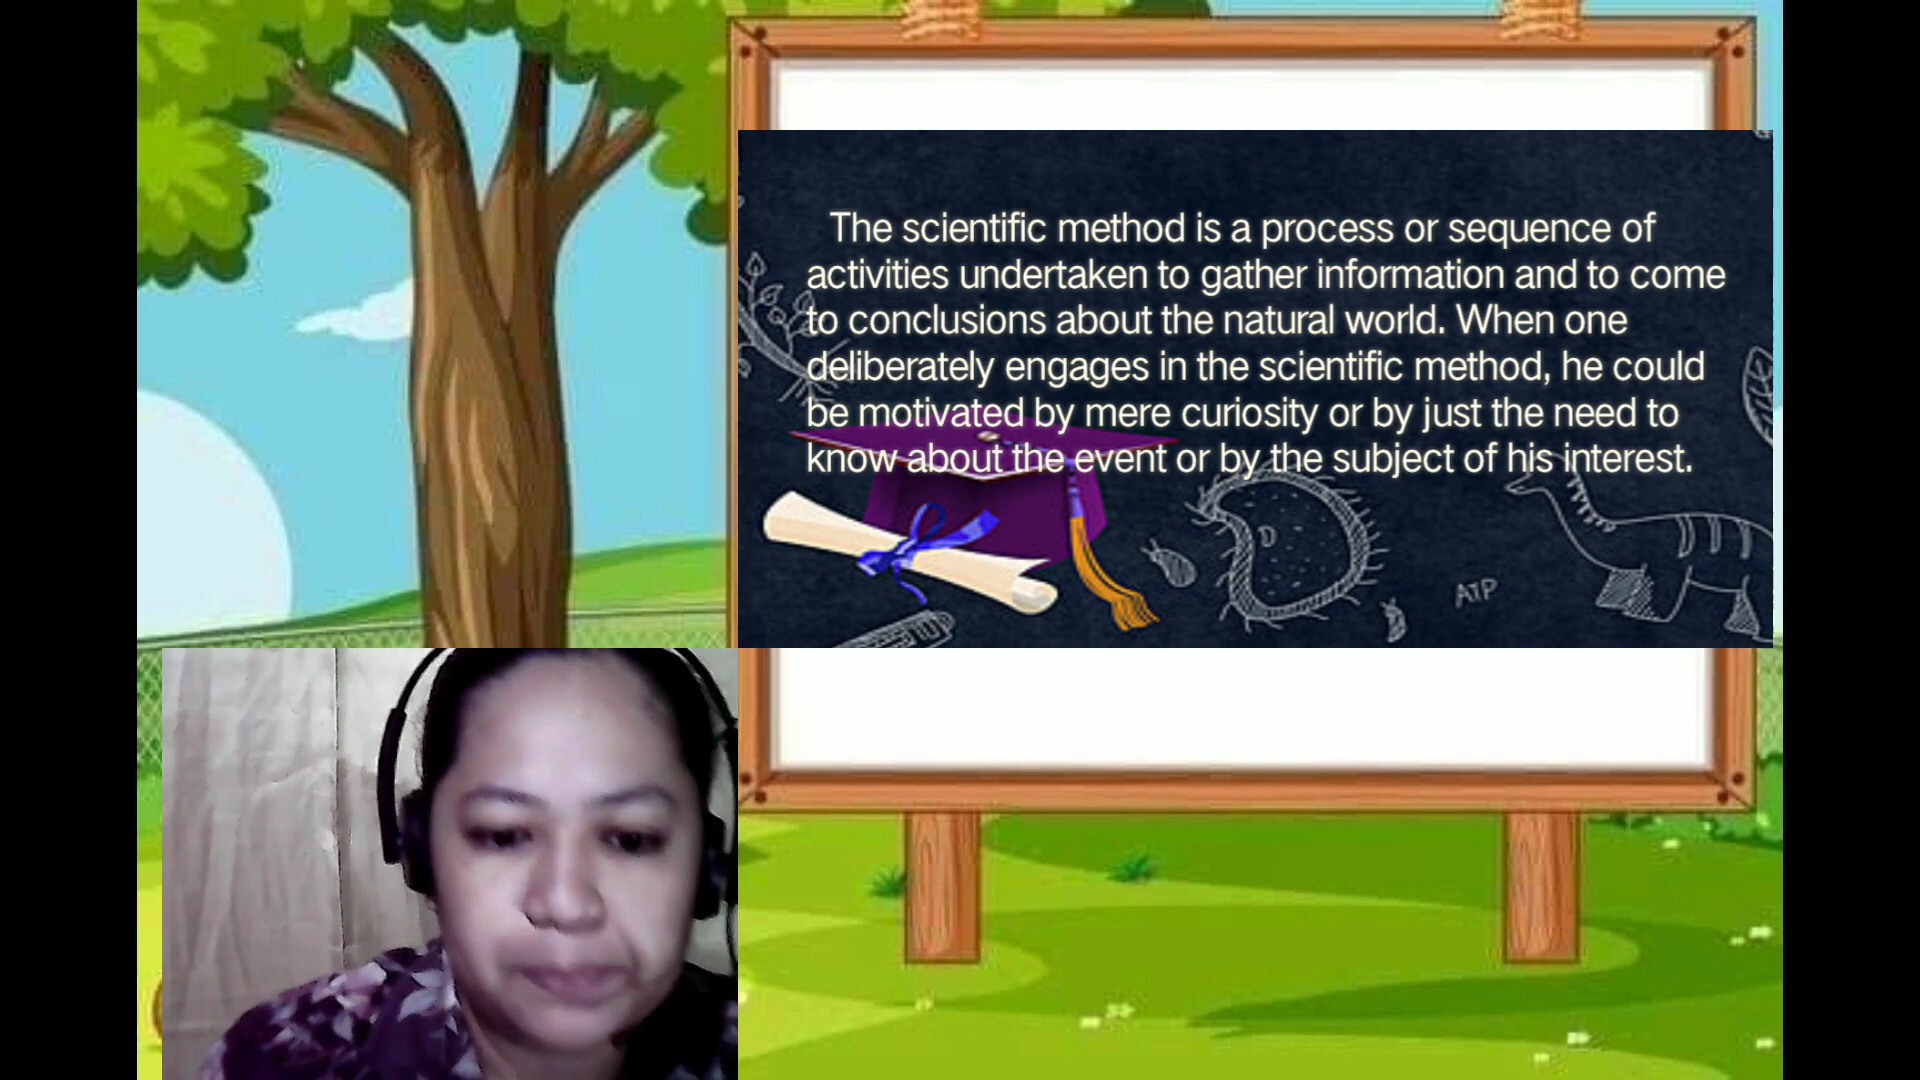 The scientific method is a process or sequence of
activities undertaken to gather information and to come
to conclusions about the natural world. When one
deliberately engages in the scientific method, he could
be motivated by mere curiosity or by just the need to
know about the event or by the subject of his interest.
ATP